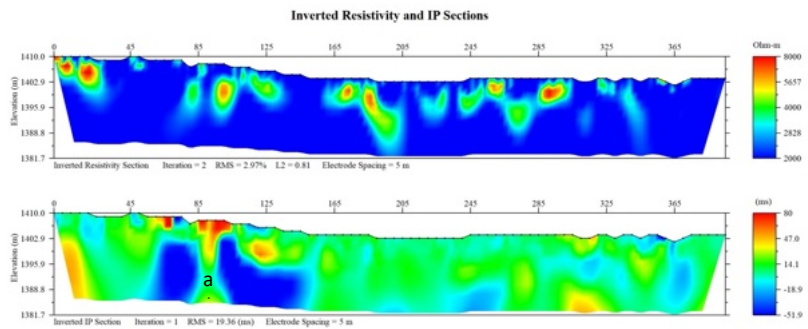 Inverted Resistivity and IP Sections
0 45 85 125 165 205 245 285 325 365 Ohm-m
1410.0 8000
1402.9 5657
1395.9 4000
1388.8 2828
1381.7 2000
Elevation (m)
Inverted Resistivity Section Iteration = 2 RMS = 2.97% L2 = 0.81 Electrode Spacing = 5 m
0 45 85 125 165 205 245 285 325 365 (ms)
1410.0 80
1402.9 47.0
1395.9 14.1
1388.8 -18.9
1381.7 -51.9
Elevation (m)
a
Inverted IP Section Iteration = 1 RMS = 19.36 (ms) Electrode Spacing = 5 m